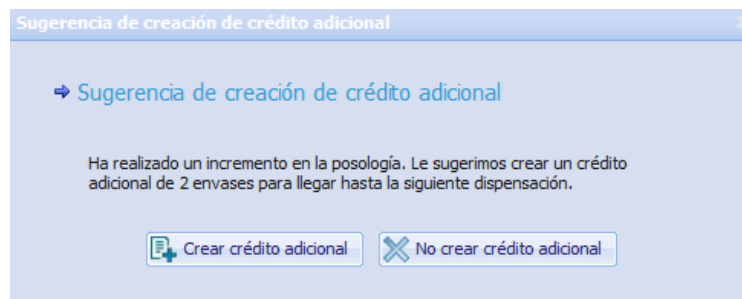 Sugerencia de creación de crédito adicional
Sugerencia de creación de crédito adicional
Ha realizado un incremento en la posología. Le sugerimos crear un crédito
adicional de 2 envases para llegar hasta la siguiente dispensación.
Crear crédito adicional No crear crédito adicional